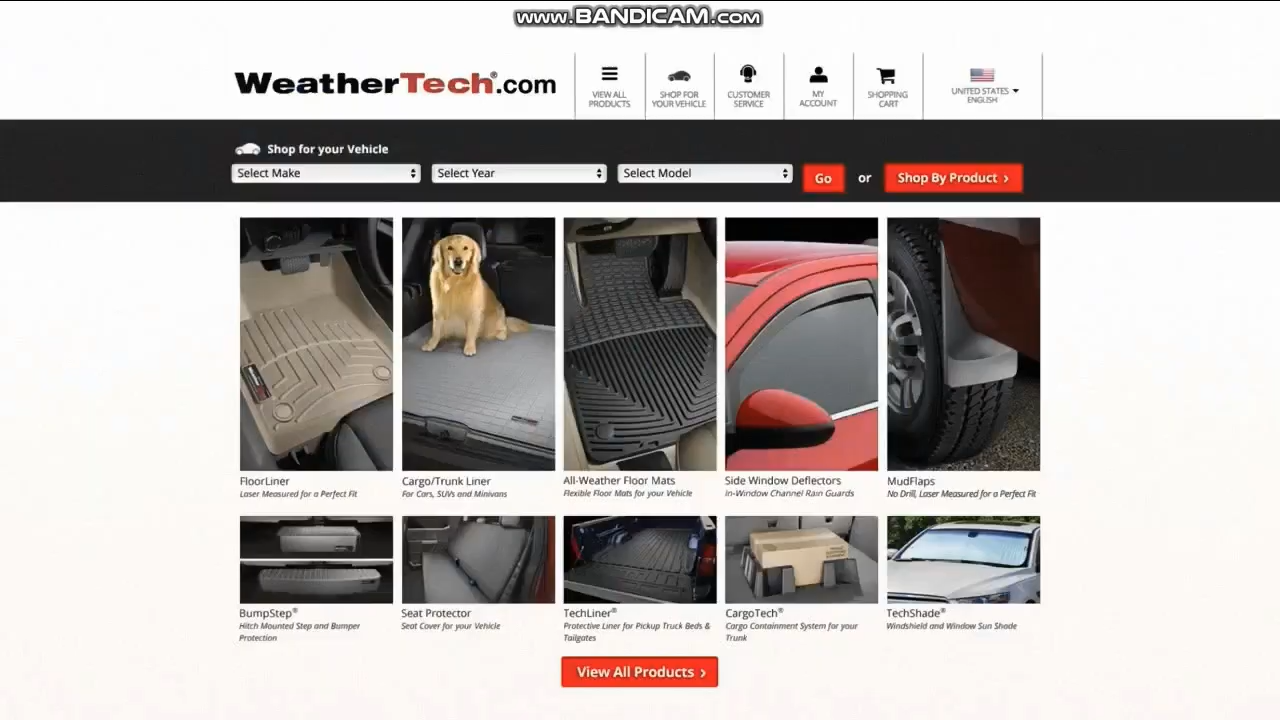 www.BANDICAM.com
WeatherTech®.com
VIEW ALL
PRODUCTS
SHOP FOR
YOUR VEHICLE
CUSTOMER
SERVICE
MY
ACCOUNT
SHOPPING
CART
UNITED STATES
ENGLISH
Shop for your Vehicle
Select Make
Select Year
Select Model
Go
or
Shop By Product ›
FloorLiner
Laser Measured for a Perfect Fit
Cargo/Trunk Liner
For Cars, SUVs and Minivans
All-Weather Floor Mats
Flexible Floor Mats for your Vehicle
Side Window Deflectors
In-Window Channel Rain Guards
MudFlaps
No Drill, Laser Measured for a Perfect Fit
BumpStep®
Hitch Mounted Step and Bumper
Protection
Seat Protector
Seat Cover for your Vehicle
TechLiner®
Protective Liner for Pickup Truck Beds &
Tailgates
CargoTech®
Cargo Containment System for your
Trunk
TechShade®
Windshield and Window Sun Shade
View All Products ›